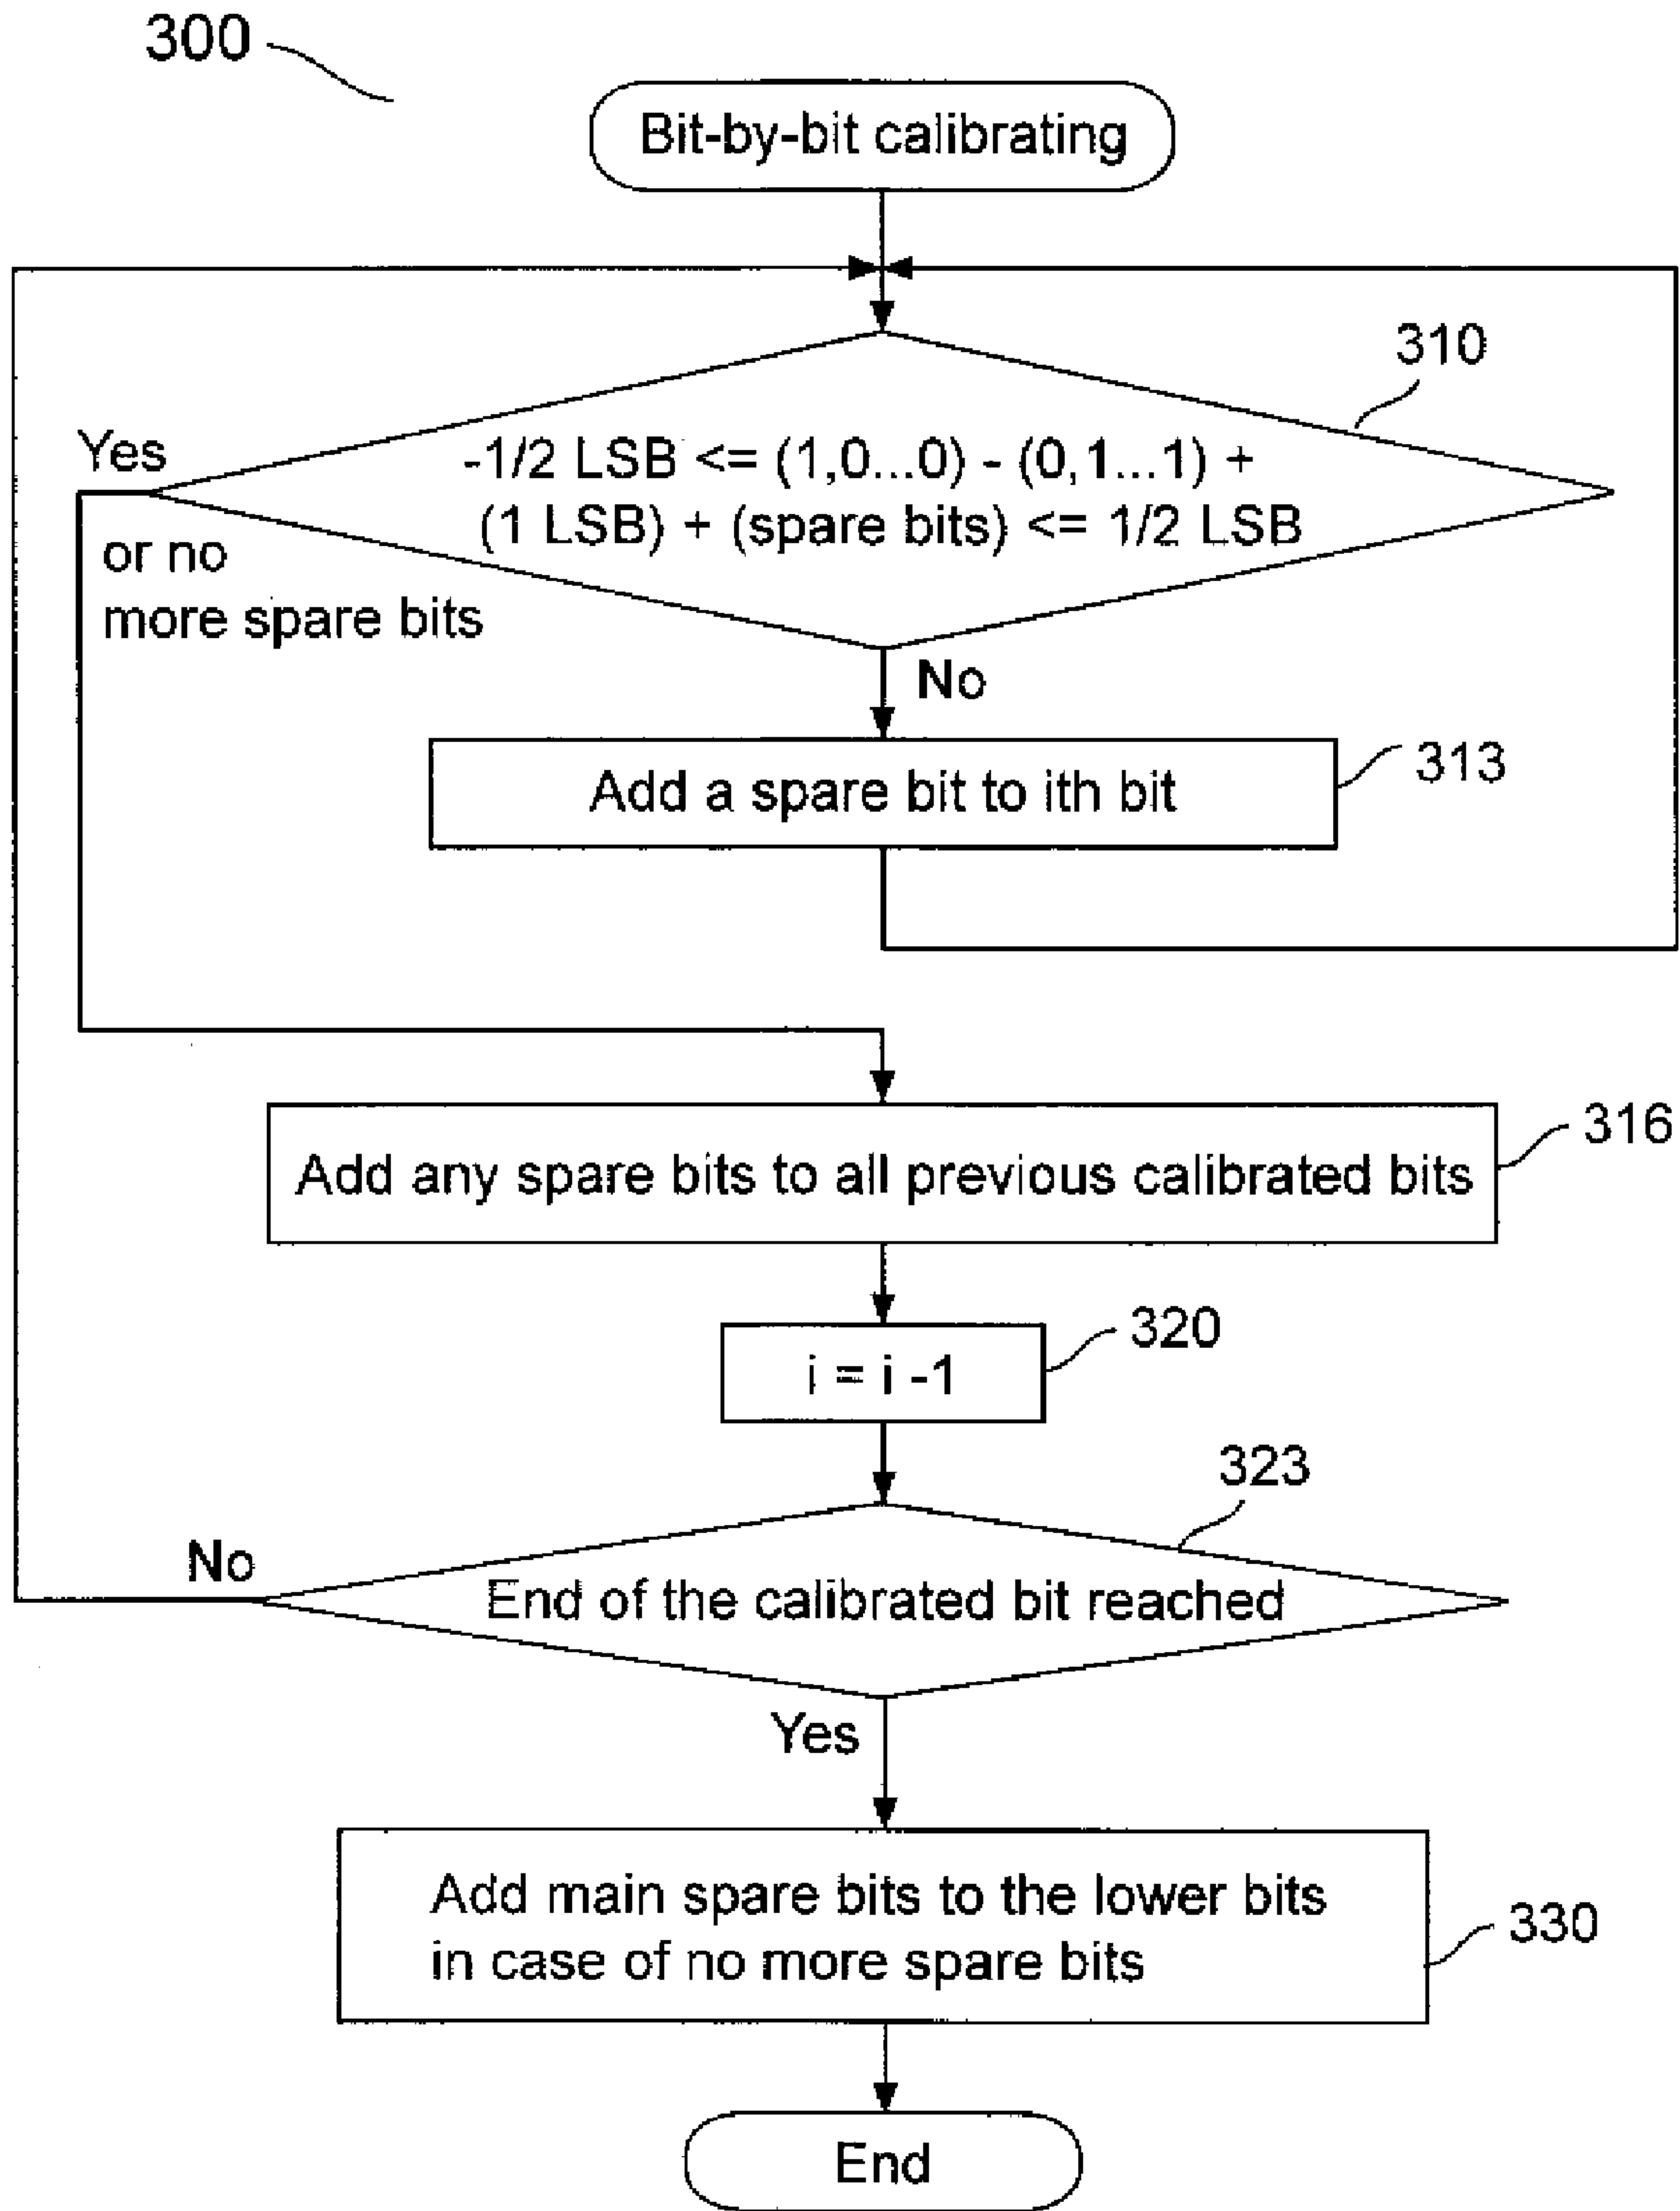 300
Bit-by-bit calibrating
310
Yes
-1/2 LSB <= (1,0...0) - (0,1...1) +
(1 LSB) + (spare bits) <= 1/2 LSB
or no
more spare bits
No
Add a spare bit to ith bit
313
Add any spare bits to all previous calibrated bits
316
i = i -1
320
323
No
End of the calibrated bit reached
Yes
Add main spare bits to the lower bits
in case of no more spare bits
330
End